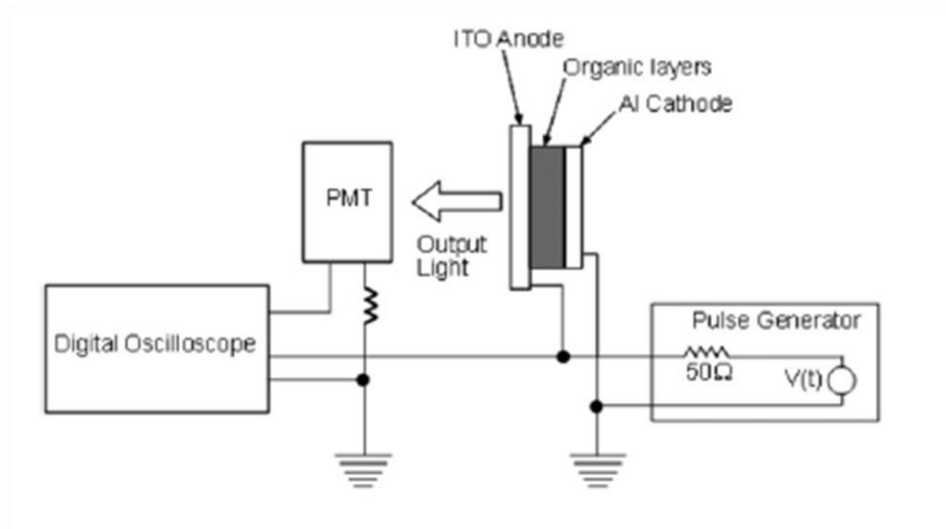 ITO Anode
Organic layers
Al Cathode
PMT
Output
Light
Digital Oscilloscope
Pulse Generator
50Ω
V(t)